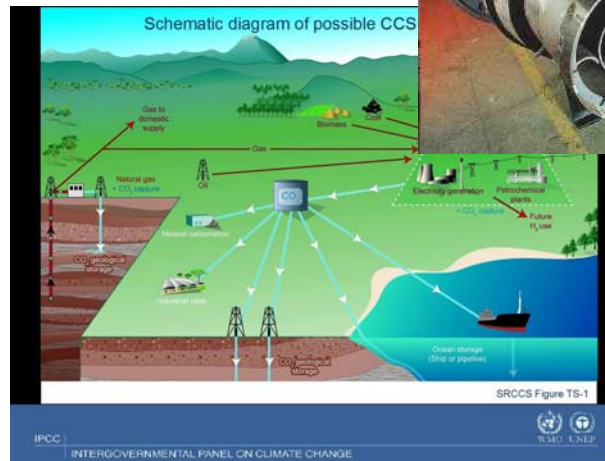 Schematic diagram of possible CCS
Gas to
domestic
supply
Coal
Biomass
Gas
Oil
Natural gas
+ CO₂ capture
CO₂
Electricity generation
Petrochemical
plants
+ CO₂ capture
Future
H₂ use
Mineral carbonation
CO₂ geological
storage
Industrial uses
CO₂ geological
storage
Ocean storage
(Ship or pipeline)
SRCCS Figure TS-1
IPCC
INTERGOVERNMENTAL PANEL ON CLIMATE CHANGE
WMO UNEP